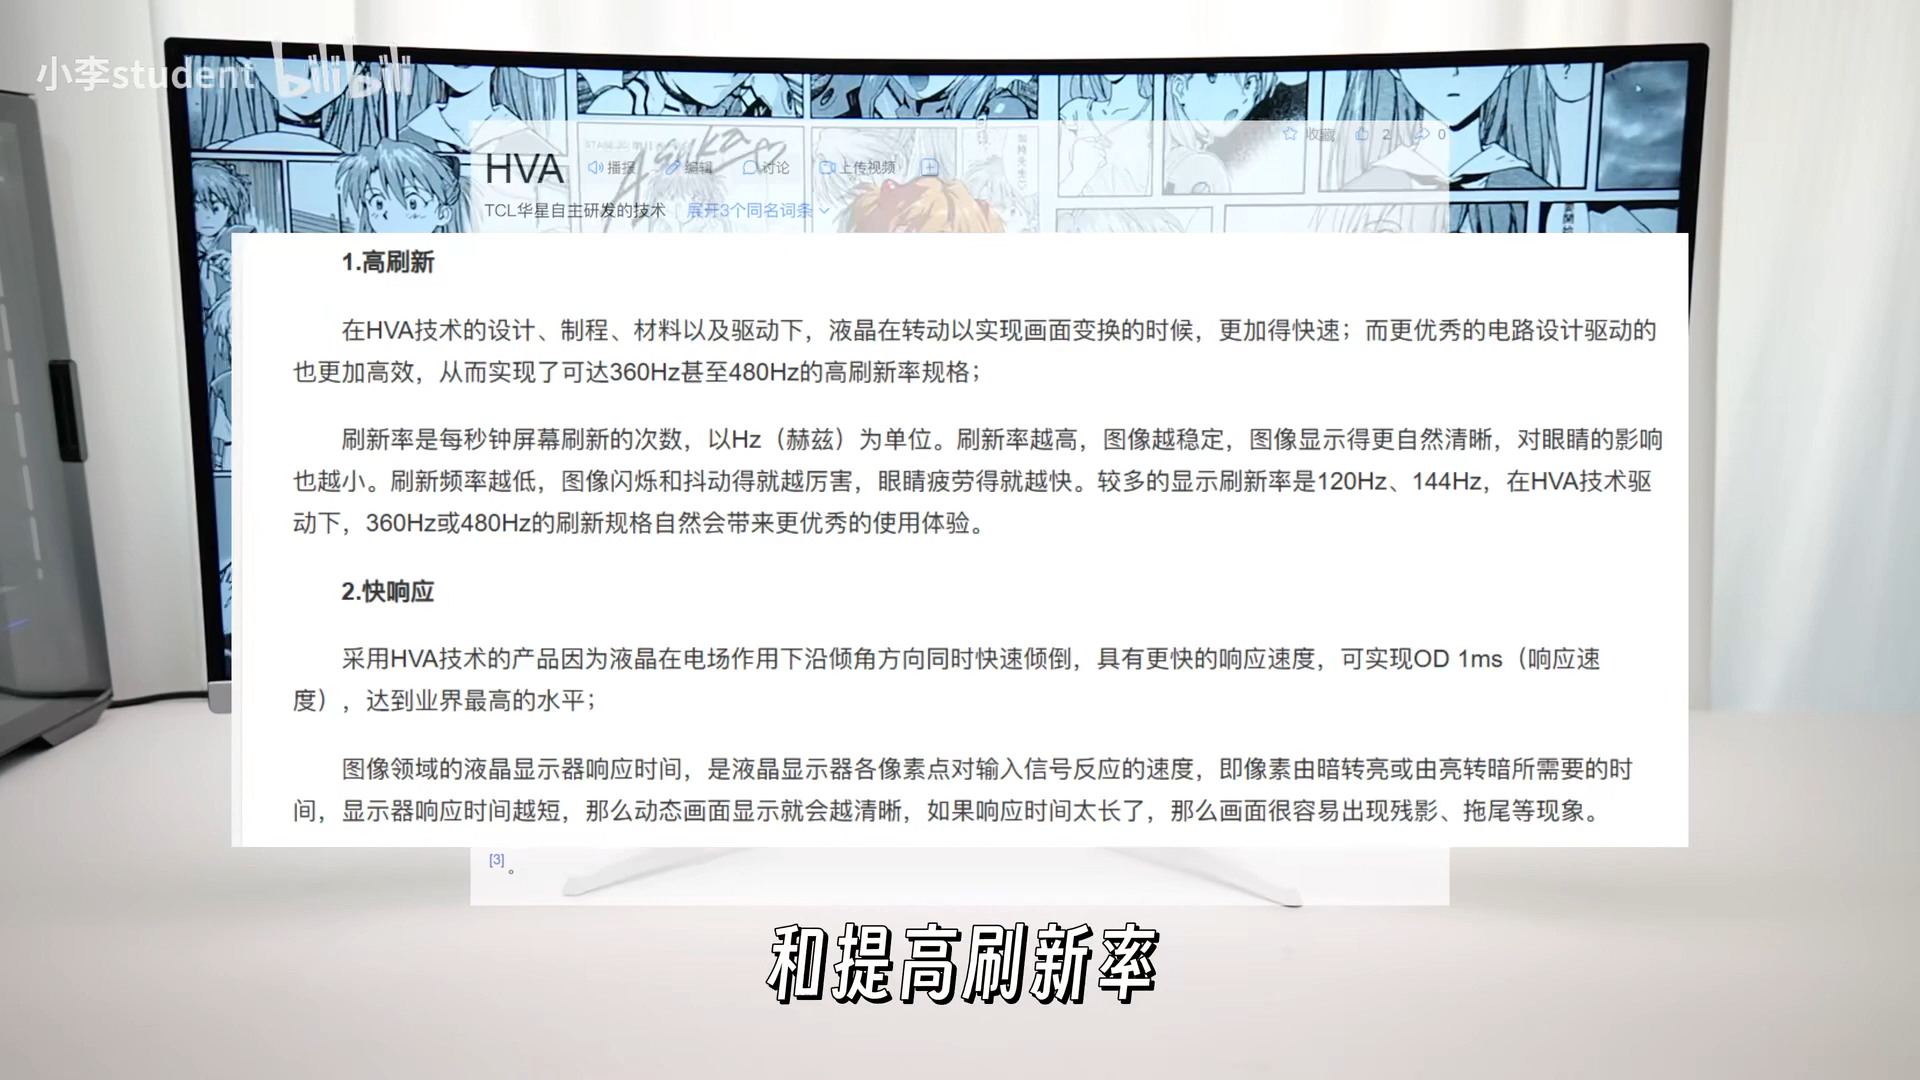 小李student bilibili
收藏 2 0
HVA 播报 编辑 讨论 上传视频
TCL华星自主研发的技术 展开3个同名词条
1.高刷新
在HVA技术的设计、制程、材料以及驱动下，液晶在转动以实现画面变换的时候，更加得快速；而更优秀的电路设计驱动的
也更加高效，从而实现了可达360Hz甚至480Hz的高刷新率规格；
刷新率是每秒钟屏幕刷新的次数，以Hz（赫兹）为单位。刷新率越高，图像越稳定，图像显示得更自然清晰，对眼睛的影响
也越小。刷新频率越低，图像闪烁和抖动得就越厉害，眼睛疲劳得就越快。较多的显示刷新率是120Hz、144Hz，在HVA技术驱
动下，360Hz或480Hz的刷新规格自然会带来更优秀的使用体验。
2.快响应
采用HVA技术的产品因为液晶在电场作用下沿倾角方向同时快速倾倒，具有更快的响应速度，可实现OD 1ms（响应速
度），达到业界最高的水平；
图像领域的液晶显示器响应时间，是液晶显示器各像素点对输入信号反应的速度，即像素由暗转亮或由亮转暗所需要的时
间，显示器响应时间越短，那么动态画面显示就会越清晰，如果响应时间太长了，那么画面很容易出现残影、拖尾等现象。
[3]。
和提高刷新率